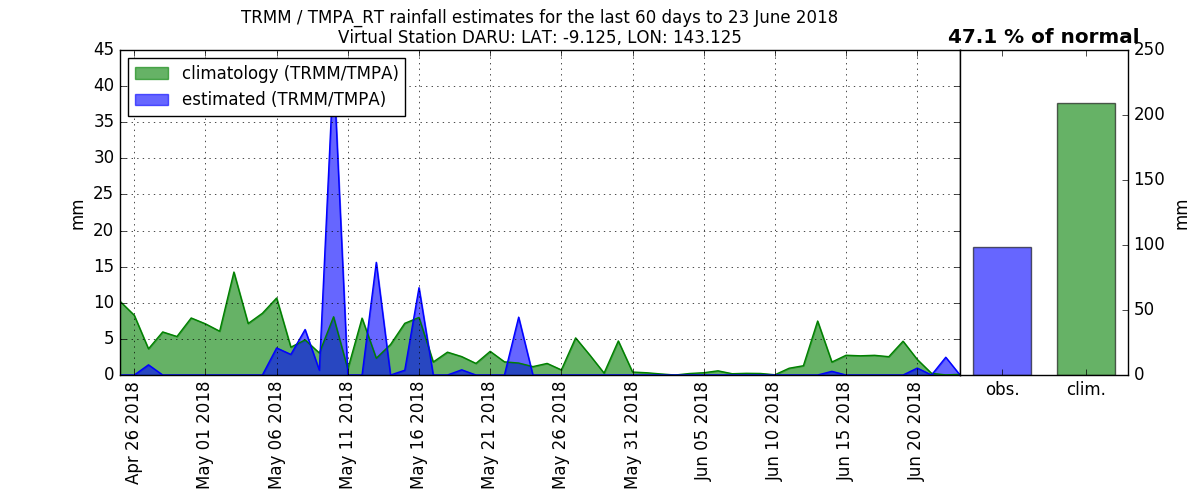 TRMM / TMPA_RT rainfall estimates for the last 60 days to 23 June 2018
Virtual Station DARU: LAT: -9.125, LON: 143.125
47.1 % of normal
climatology (TRMM/TMPA)
estimated (TRMM/TMPA)
45
40
35
30
25
20
15
10
5
0
mm
Apr 26 2018
May 01 2018
May 06 2018
May 11 2018
May 16 2018
May 21 2018
May 26 2018
May 31 2018
Jun 05 2018
Jun 10 2018
Jun 15 2018
Jun 20 2018
250
200
150
100
50
0
mm
obs.
clim.